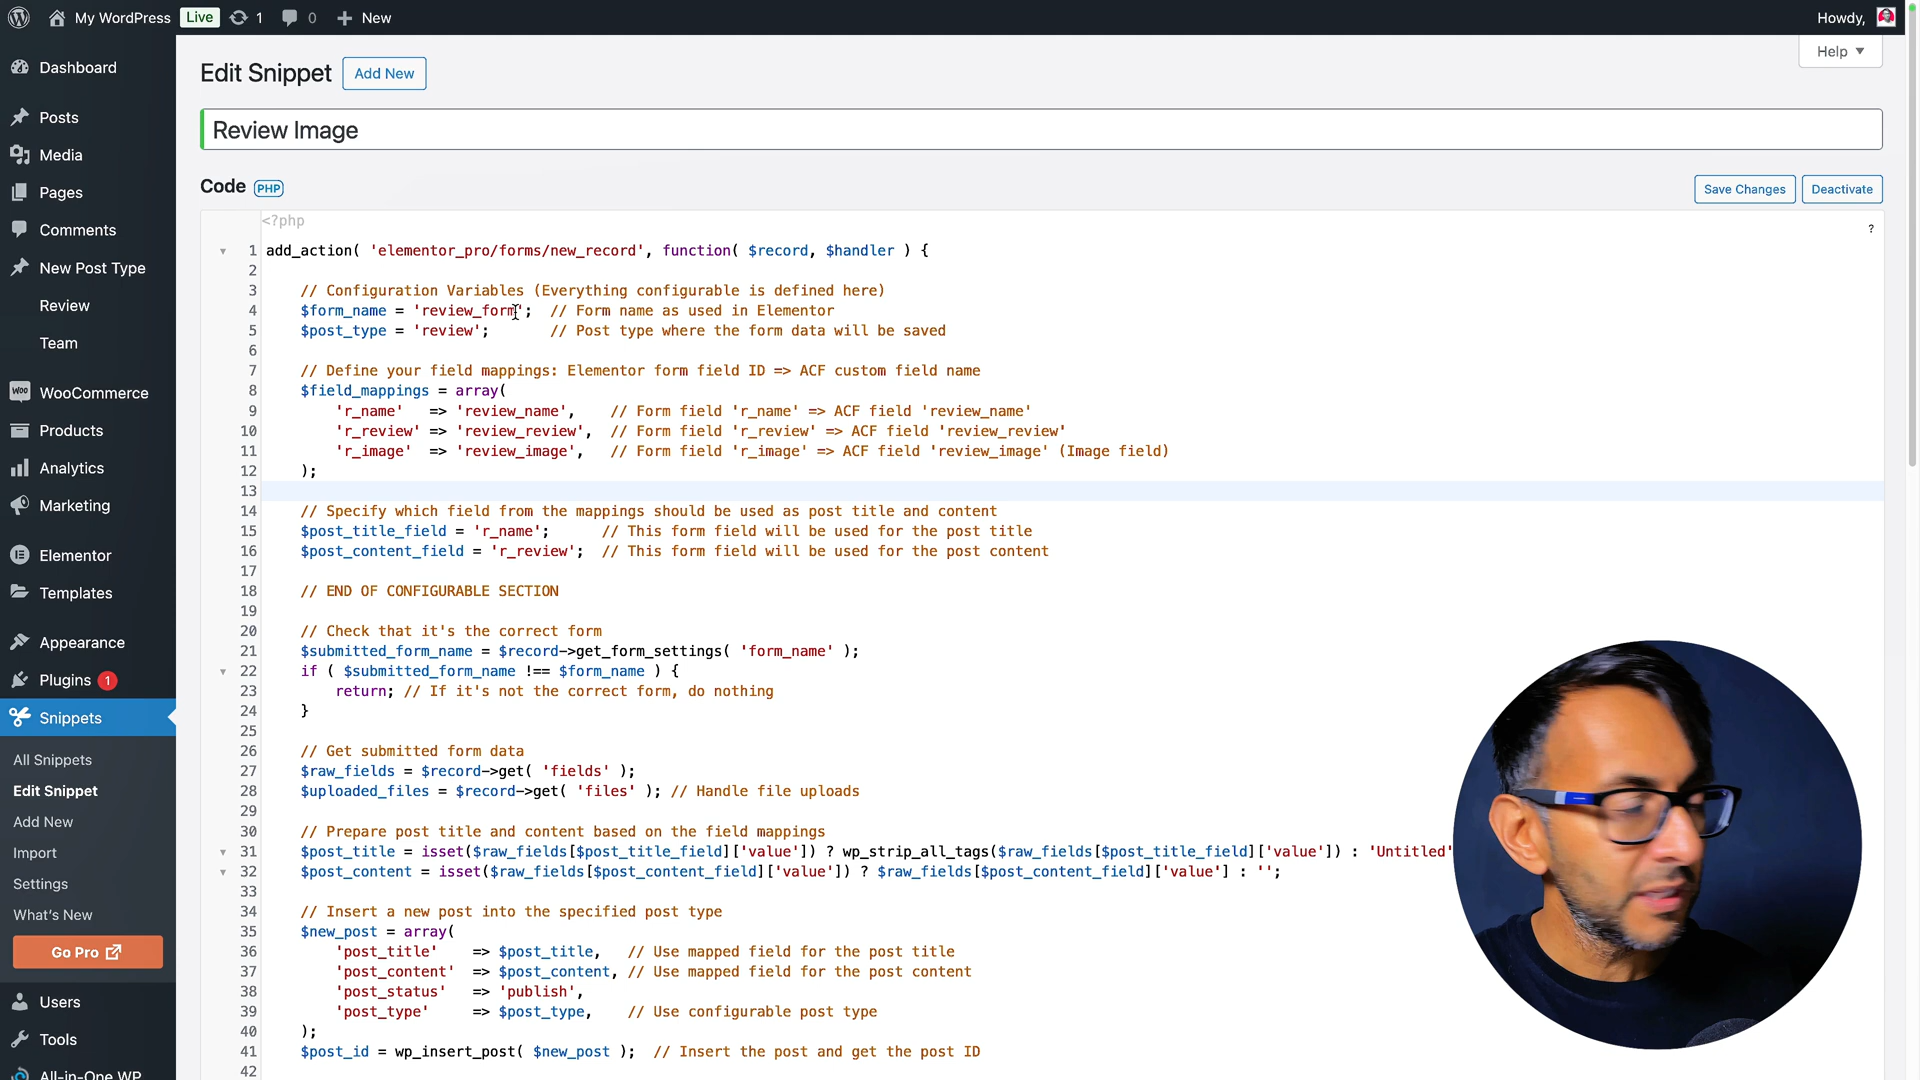 My WordPress Live 1 0 New Howdy,
Help ▼
Dashboard
Posts
Media
Pages
Comments
New Post Type
Review
Team
WooCommerce
Products
Analytics
Marketing
Elementor
Templates
Appearance
Plugins 1
Snippets
All Snippets
Edit Snippet
Add New
Import
Settings
What's New
Go Pro
Users
Tools
All-in-One WP
Edit Snippet Add New
Review Image
Code PHP Save Changes Deactivate
<?php
?
1 add_action( 'elementor_pro/forms/new_record', function( $record, $handler ) {
2
3 // Configuration Variables (Everything configurable is defined here)
4 $form_name = 'review_form'; // Form name as used in Elementor
5 $post_type = 'review'; // Post type where the form data will be saved
6
7 // Define your field mappings: Elementor form field ID => ACF custom field name
8 $field_mappings = array(
9 'r_name' => 'review_name', // Form field 'r_name' => ACF field 'review_name'
10 'r_review' => 'review_review', // Form field 'r_review' => ACF field 'review_review'
11 'r_image' => 'review_image', // Form field 'r_image' => ACF field 'review_image' (Image field)
12 );
13
14 // Specify which field from the mappings should be used as post title and content
15 $post_title_field = 'r_name'; // This form field will be used for the post title
16 $post_content_field = 'r_review'; // This form field will be used for the post content
17
18 // END OF CONFIGURABLE SECTION
19
20 // Check that it's the correct form
21 $submitted_form_name = $record->get_form_settings( 'form_name' );
22 if ( $submitted_form_name !== $form_name ) {
23 return; // If it's not the correct form, do nothing
24 }
25
26 // Get submitted form data
27 $raw_fields = $record->get( 'fields' );
28 $uploaded_files = $record->get( 'files' ); // Handle file uploads
29
30 // Prepare post title and content based on the field mappings
31 $post_title = isset($raw_fields[$post_title_field]['value']) ? wp_strip_all_tags($raw_fields[$post_title_field]['value']) : 'Untitled'
32 $post_content = isset($raw_fields[$post_content_field]['value']) ? $raw_fields[$post_content_field]['value'] : '';
33
34 // Insert a new post into the specified post type
35 $new_post = array(
36 'post_title' => $post_title, // Use mapped field for the post title
37 'post_content' => $post_content, // Use mapped field for the post content
38 'post_status' => 'publish',
39 'post_type' => $post_type, // Use configurable post type
40 );
41 $post_id = wp_insert_post( $new_post ); // Insert the post and get the post ID
42